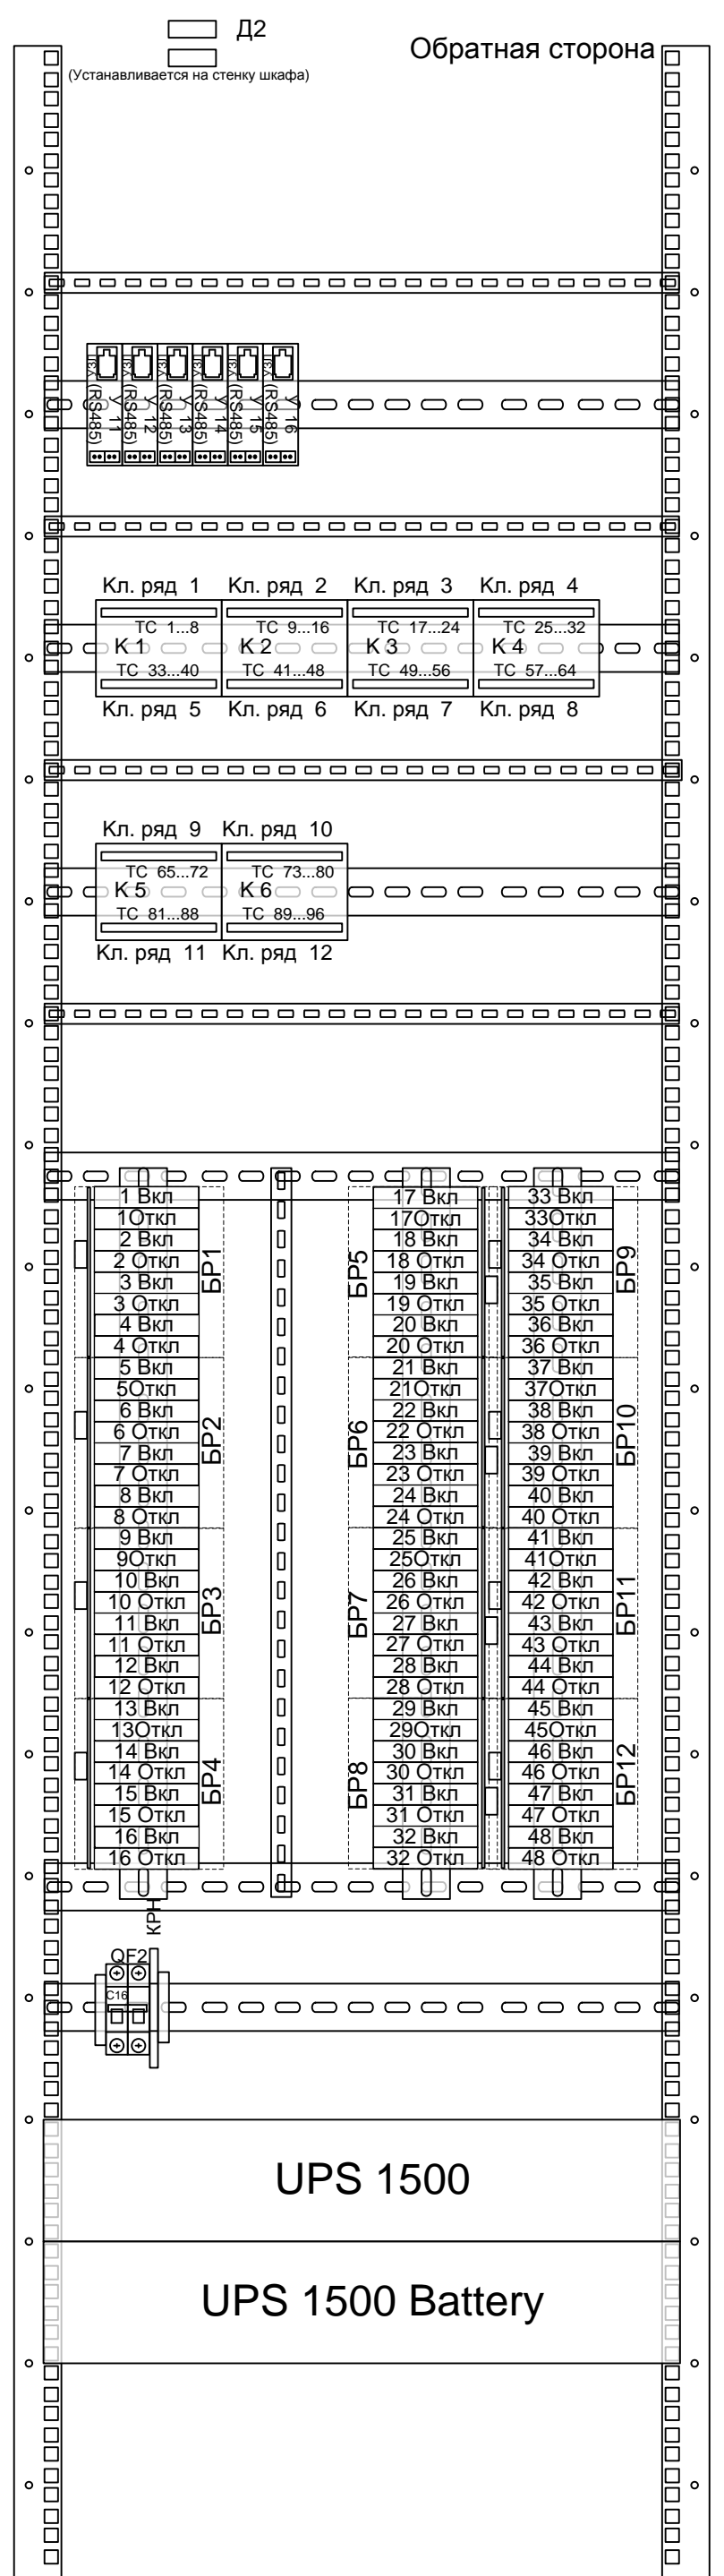 Д2
Обратная сторона
(Устанавливается на стенку шкафа)
УЗП (RS485) У 11
УЗП (RS485) У 12
УЗП (RS485) У 13
УЗП (RS485) У 14
УЗП (RS485) У 15
УЗП (RS485) У 16
Кл. ряд 1 Кл. ряд 2 Кл. ряд 3 Кл. ряд 4
ТС 1...8 ТС 9...16 ТС 17...24 ТС 25...32
К 1 К 2 К 3 К 4
ТС 33...40 ТС 41...48 ТС 49...56 ТС 57...64
Кл. ряд 5 Кл. ряд 6 Кл. ряд 7 Кл. ряд 8
Кл. ряд 9 Кл. ряд 10
ТС 65...72 ТС 73...80
К 5 К 6
ТС 81...88 ТС 89...96
Кл. ряд 11 Кл. ряд 12
1 Вкл
1Откл
2 Вкл
2 Откл
3 Вкл
3 Откл
4 Вкл
4 Откл
БР1
5 Вкл
5Откл
6 Вкл
6 Откл
7 Вкл
7 Откл
8 Вкл
8 Откл
БР2
9 Вкл
9Откл
10 Вкл
10 Откл
11 Вкл
11 Откл
12 Вкл
12 Откл
БР3
13 Вкл
13Откл
14 Вкл
14 Откл
15 Вкл
15 Откл
16 Вкл
16 Откл
БР4
БР5
17 Вкл
17Откл
18 Вкл
18 Откл
19 Вкл
19 Откл
20 Вкл
20 Откл
БР6
21 Вкл
21Откл
22 Вкл
22 Откл
23 Вкл
23 Откл
24 Вкл
24 Откл
БР7
25 Вкл
25Откл
26 Вкл
26 Откл
27 Вкл
27 Откл
28 Вкл
28 Откл
БР8
29 Вкл
29Откл
30 Вкл
30 Откл
31 Вкл
31 Откл
32 Вкл
32 Откл
33 Вкл
33Откл
34 Вкл
34 Откл
35 Вкл
35 Откл
36 Вкл
36 Откл
БР9
37 Вкл
37Откл
38 Вкл
38 Откл
39 Вкл
39 Откл
40 Вкл
40 Откл
БР10
41 Вкл
41Откл
42 Вкл
42 Откл
43 Вкл
43 Откл
44 Вкл
44 Откл
БР11
45 Вкл
45Откл
46 Вкл
46 Откл
47 Вкл
47 Откл
48 Вкл
48 Откл
БР12
КРН
QF2
C16
UPS 1500
UPS 1500 Battery